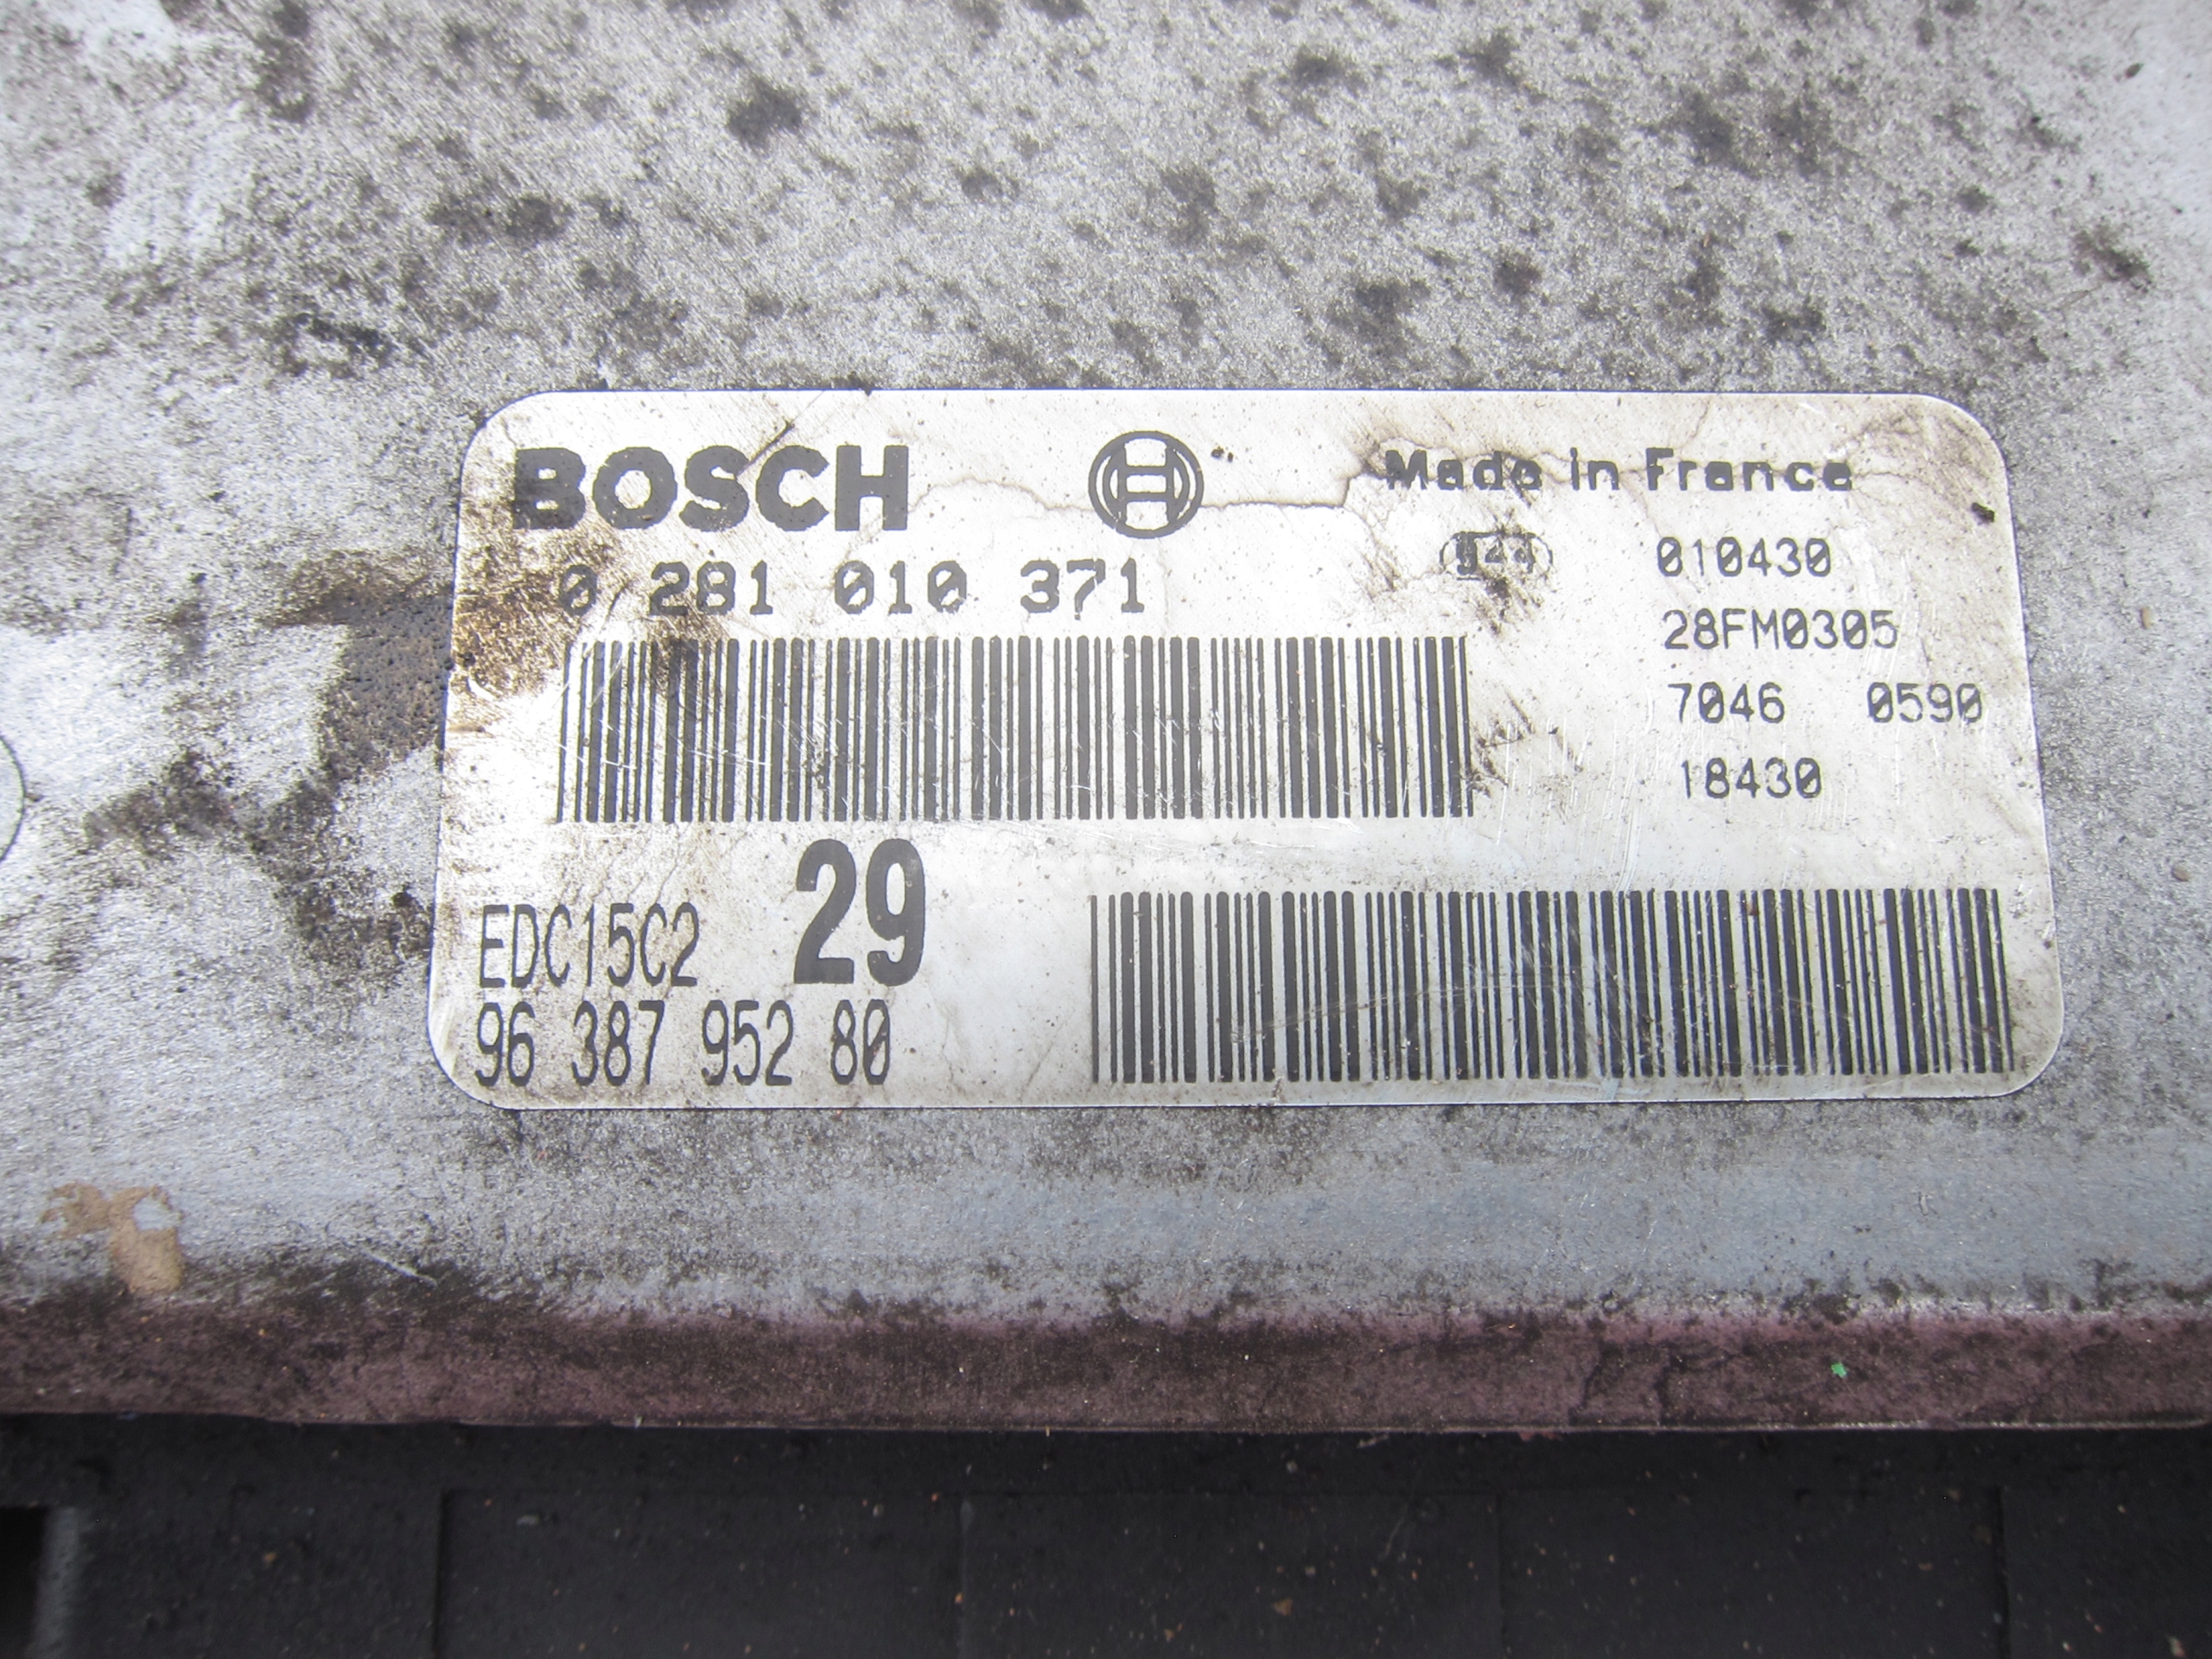 BOSCH
Made in France
0 281 010 371
010430
28FM0305
7046 0590
18430
EDC15C2 29
96 387 952 80